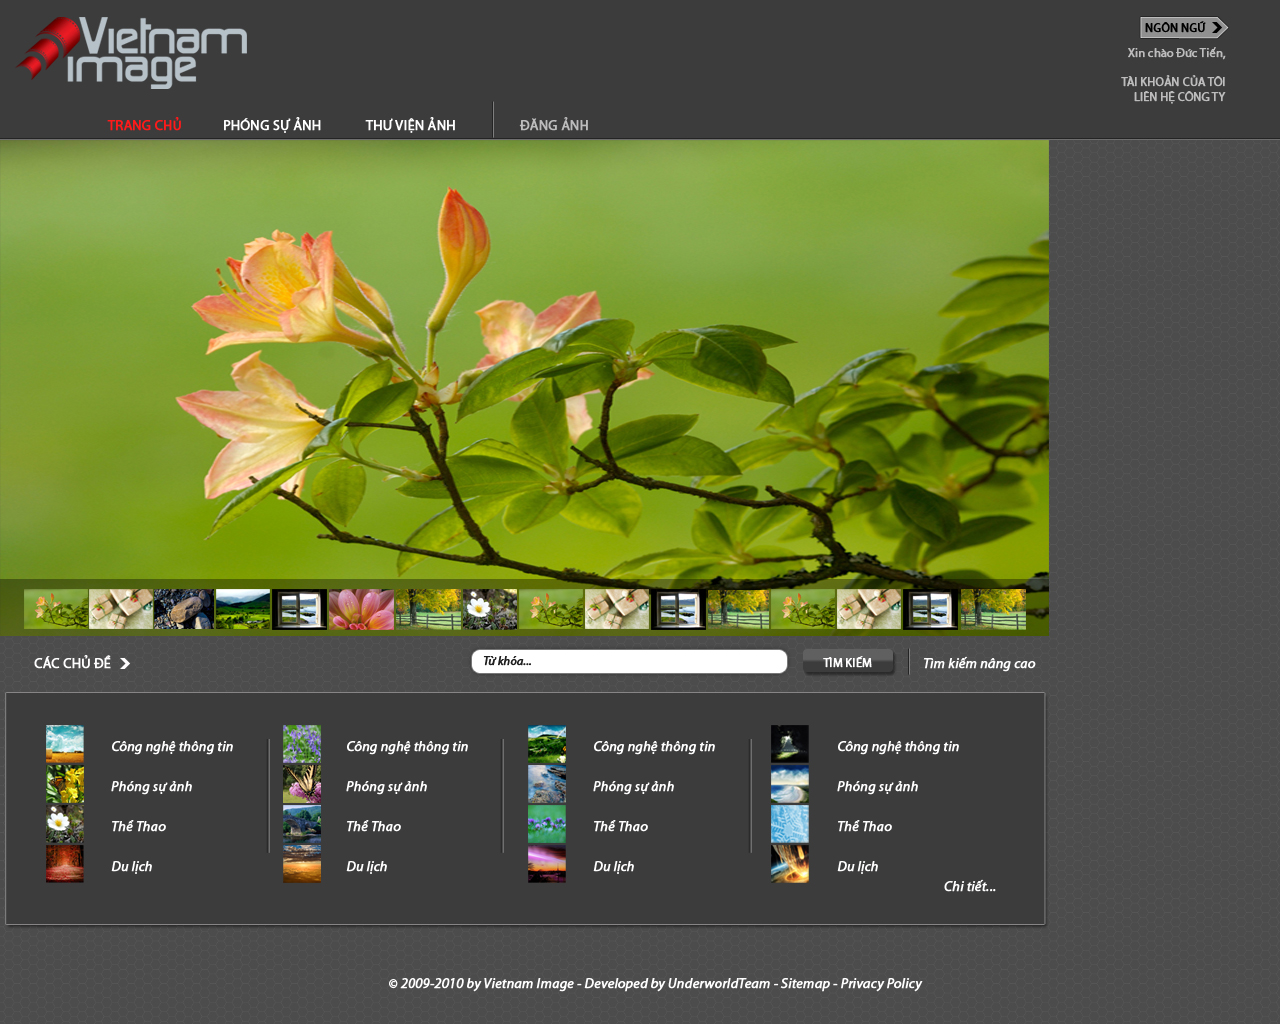 Vietnam
image
NGÔN NGỮ
Xin chào Đức Tiến,
TÀI KHOẢN CỦA TÔI
LIÊN HỆ CÔNG TY
TRANG CHỦ PHÓNG SỰ ẢNH THƯ VIỆN ẢNH ĐĂNG ẢNH
CÁC CHỦ ĐỀ Từ khóa... TÌM KIẾM Tìm kiếm nâng cao
Công nghệ thông tin Công nghệ thông tin Công nghệ thông tin Công nghệ thông tin
Phóng sự ảnh Phóng sự ảnh Phóng sự ảnh Phóng sự ảnh
Thể Thao Thể Thao Thể Thao Thể Thao
Du lịch Du lịch Du lịch Du lịch
Chi tiết...
© 2009-2010 by Vietnam Image - Developed by UnderworldTeam - Sitemap - Privacy Policy